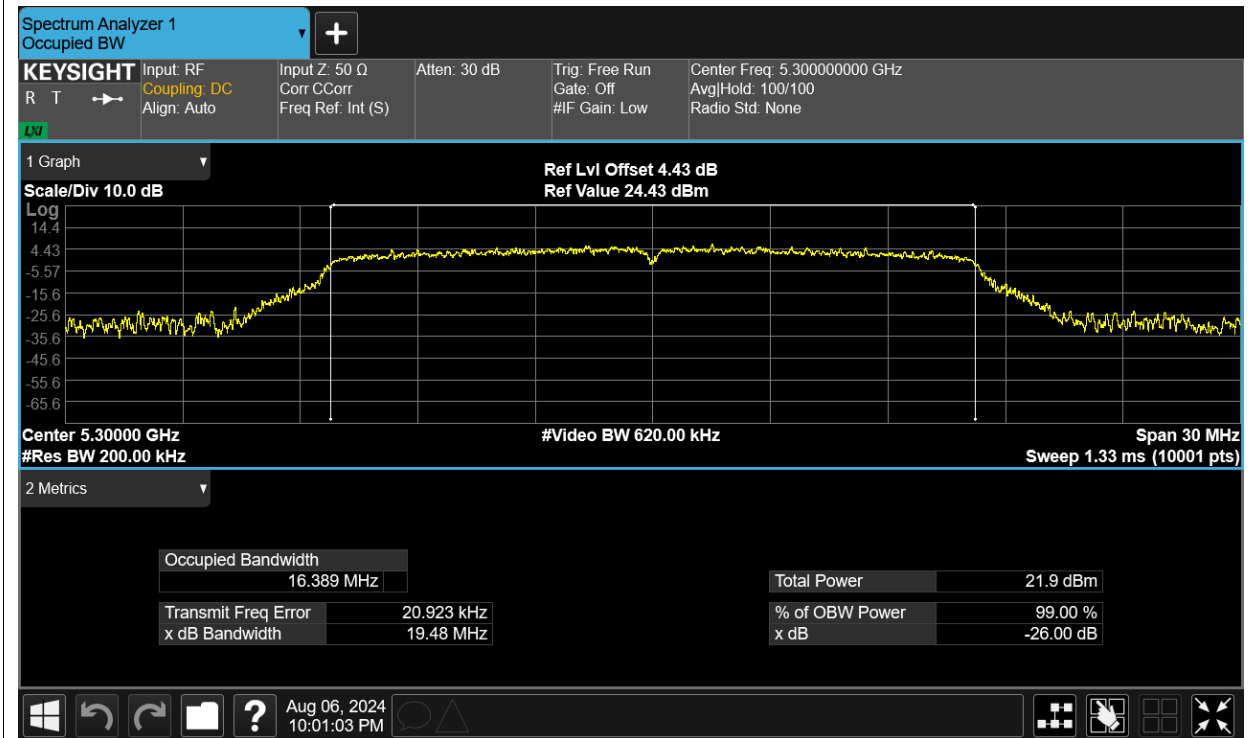 Spectrum Analyzer 1
Occupied BW
KEYSIGHT
R T
LXI
Input: RF
Coupling: DC
Align: Auto
Input Z: 50 Ω
Corr CCorr
Freq Ref: Int (S)
Atten: 30 dB
Trig: Free Run
Gate: Off
#IF Gain: Low
Center Freq: 5.300000000 GHz
Avg|Hold: 100/100
Radio Std: None
1 Graph
Ref Lvl Offset 4.43 dB
Scale/Div 10.0 dB
Ref Value 24.43 dBm
Log
14.4
4.43
-5.57
-15.6
-25.6
-35.6
-45.6
-55.6
-65.6
Center 5.30000 GHz
#Video BW 620.00 kHz
Span 30 MHz
#Res BW 200.00 kHz
Sweep 1.33 ms (10001 pts)
2 Metrics
Occupied Bandwidth
16.389 MHz
Total Power 21.9 dBm
Transmit Freq Error 20.923 kHz
% of OBW Power 99.00 %
x dB Bandwidth 19.48 MHz
x dB -26.00 dB
?
Aug 06, 2024
10:01:03 PM